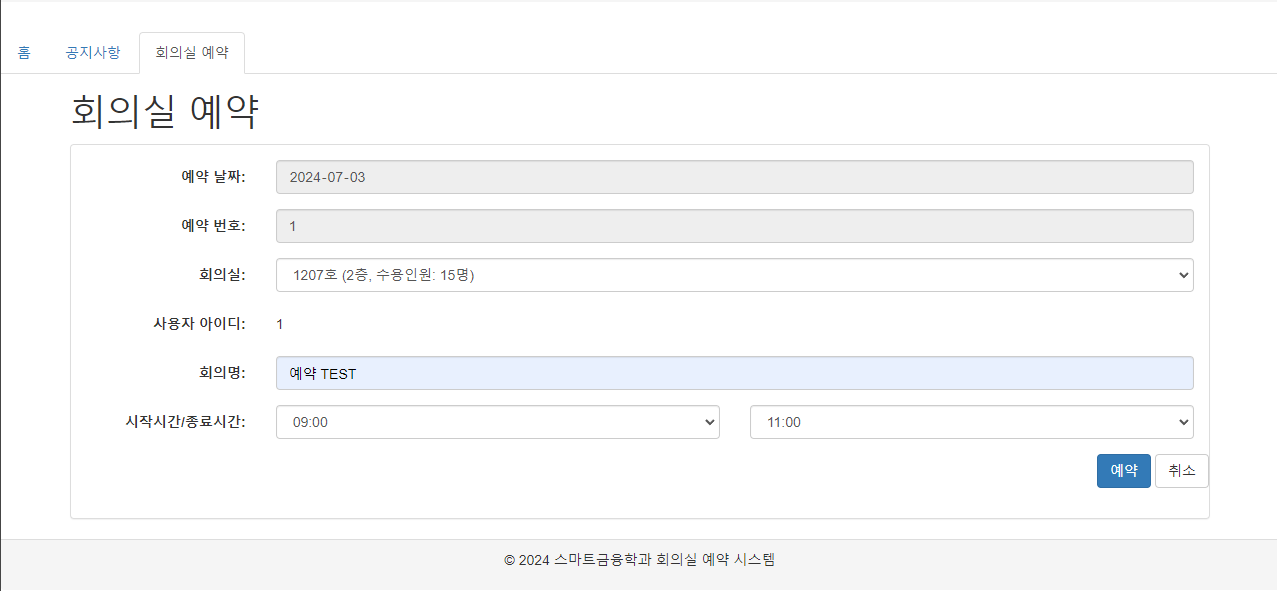 홈 공지사항 회의실 예약
회의실 예약
예약 날짜: 2024-07-03
예약 번호: 1
회의실: 1207호 (2층, 수용인원: 15명)
사용자 아이디: 1
회의명: 예약 TEST
시작시간/종료시간: 09:00 11:00
예약 취소
© 2024 스마트금융학과 회의실 예약 시스템